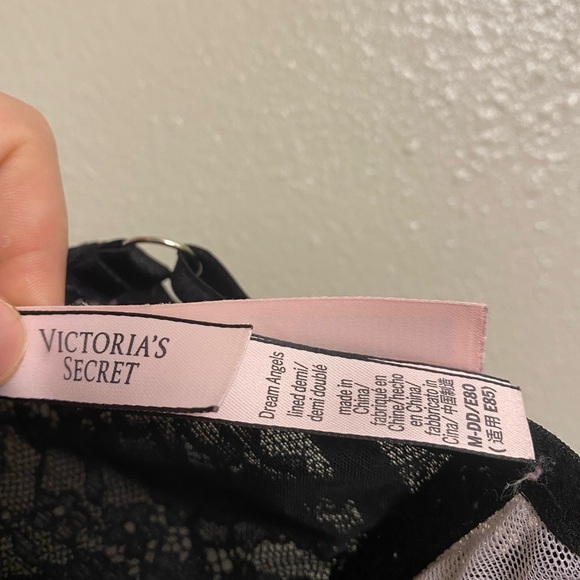 VICTORIA'S
SECRET
Dream Angels
lined demi/
demi doublé
made in
China/
fabriqué en
Chine/hecho
en China/
fabbricato in
Cina/ 中国制造
M-DD/E80
(适用 E85)